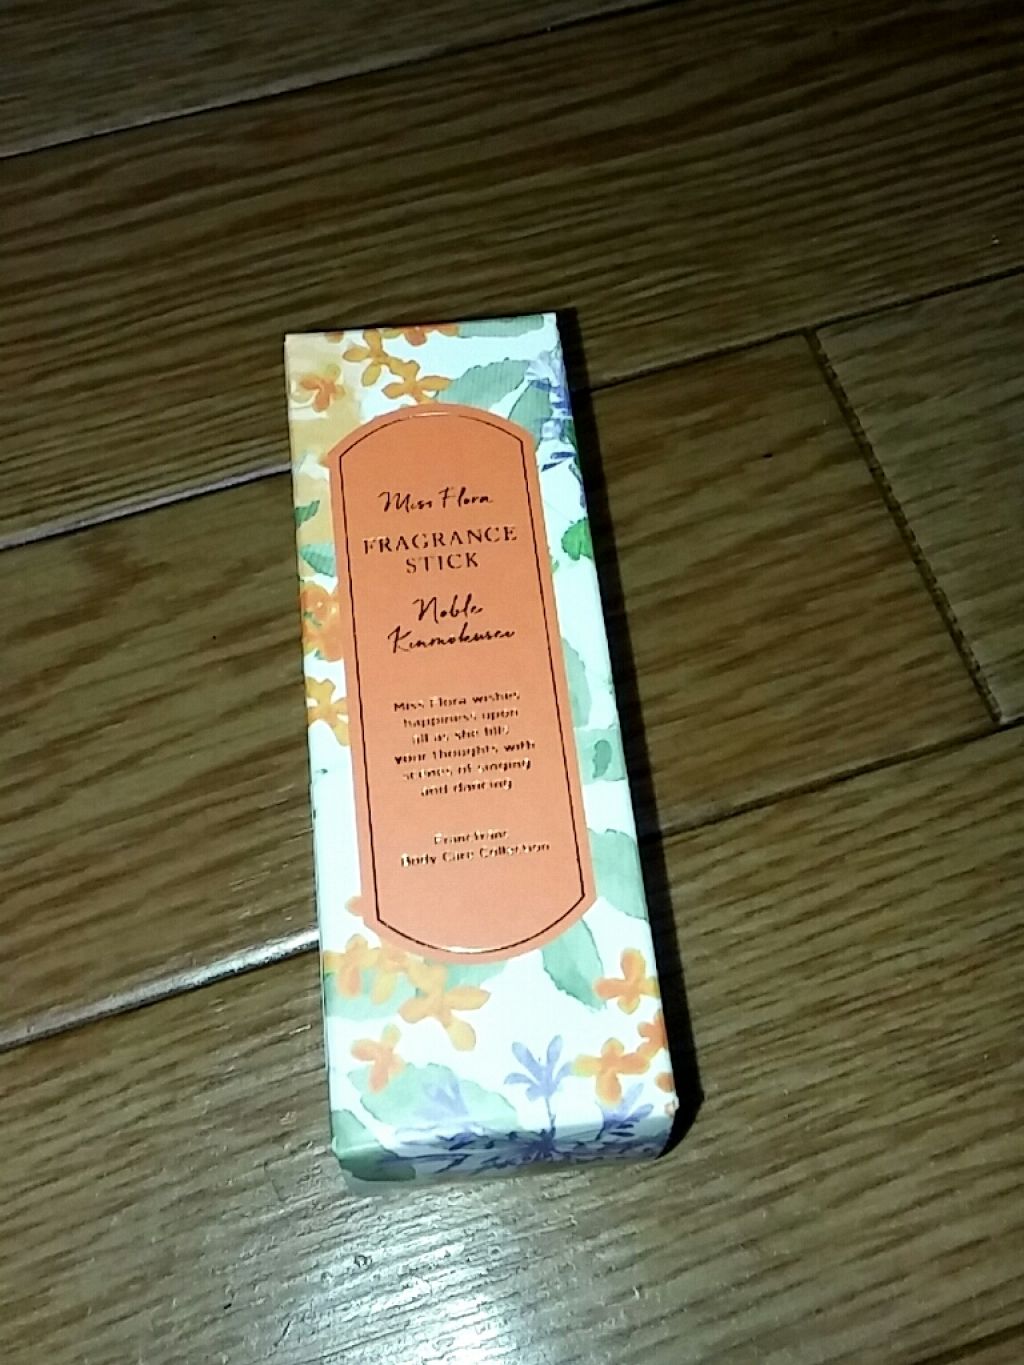 Miss Flora
FRAGRANCE
STICK
Noble
Kinmokusei
Miss Flora wishes
happiness upon
all as she fills
your thoughts with
scenes of singing
and dancing
Body Care Collection